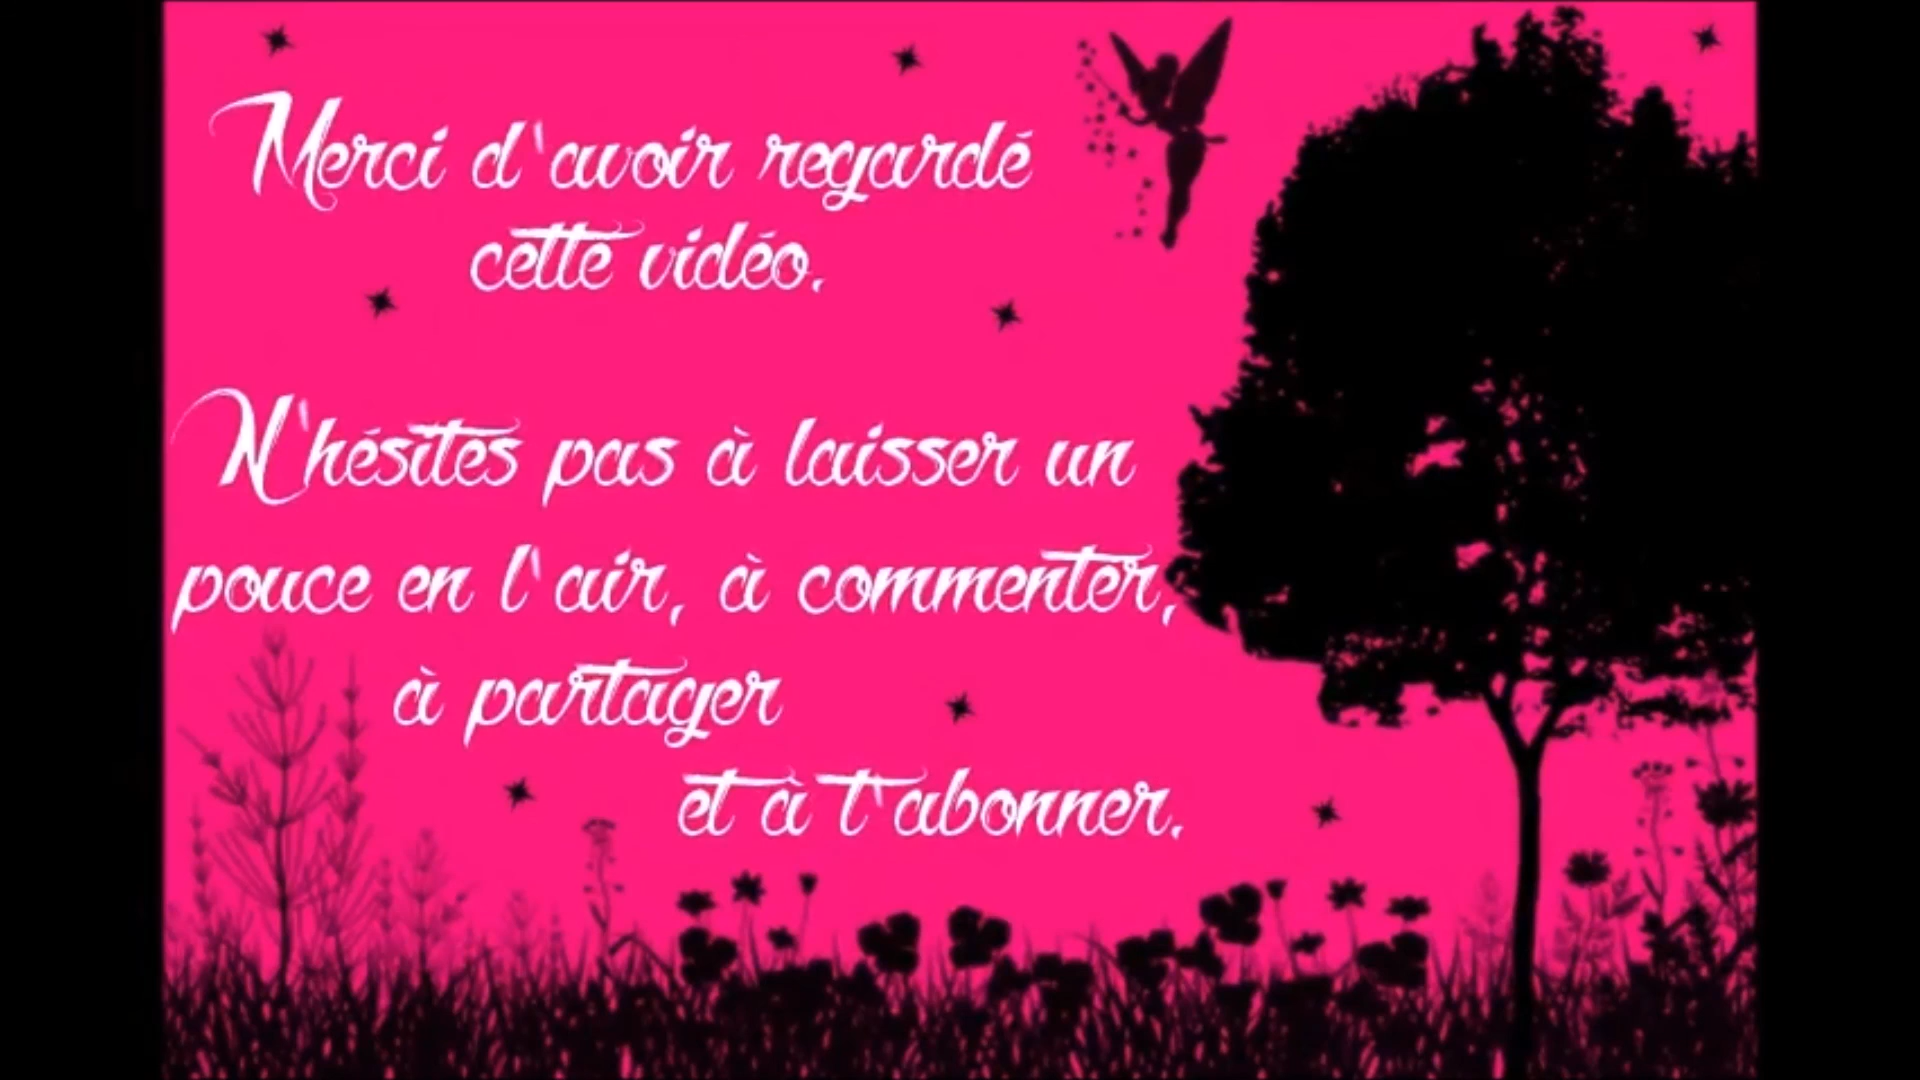 Merci d'avoir regardé
cette vidéo.
N'hésites pas à laisser un
pouce en l'air, à commenter,
à partager
et à t'abonner.